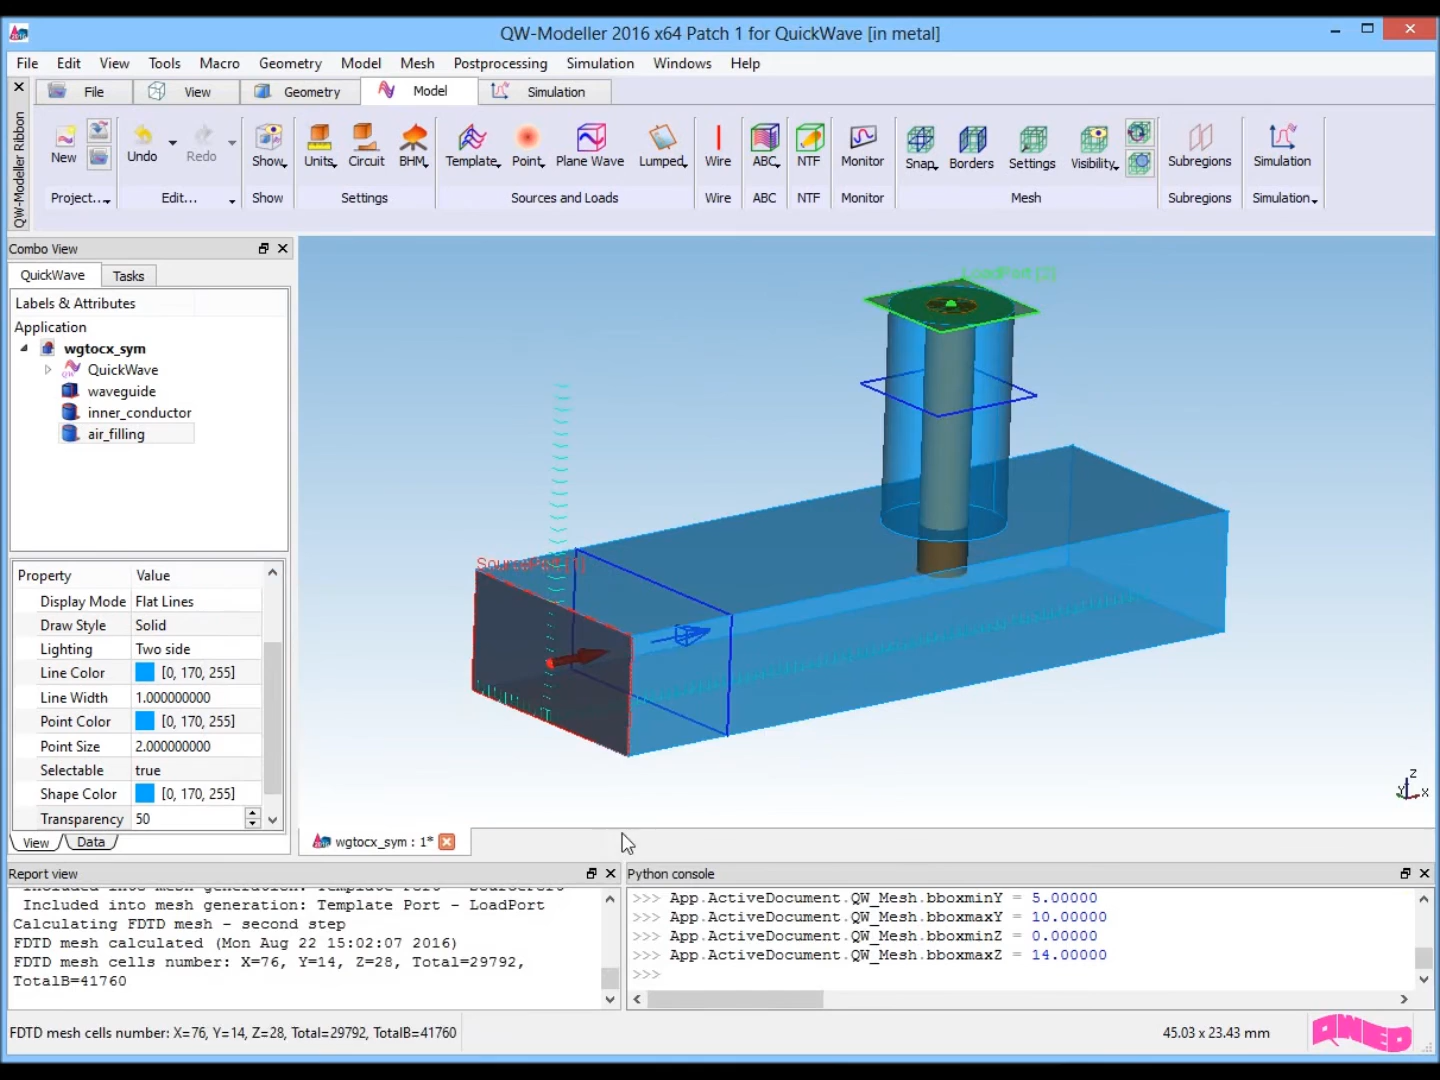 QW-Modeller 2016 x64 Patch 1 for QuickWave [in metal]
File Edit View Tools Macro Geometry Model Mesh Postprocessing Simulation Windows Help
File View Geometry Model Simulation
QW-Modeller Ribbon
New Undo Redo Show Units Circuit BHM Template Point Plane Wave Lumped Wire ABC NTF Monitor Snap Borders Settings Visibility Subregions Simulation
Project... Edit... Show Settings Sources and Loads Wire ABC NTF Monitor Mesh Subregions Simulation
Combo View
QuickWave Tasks
Labels & Attributes
Application
wgtocx_sym
QuickWave
waveguide
inner_conductor
air_filling
LoadPort [2]
Z
Y X
Property Value
Display Mode Flat Lines
Draw Style Solid
Lighting Two side
Line Color [0, 170, 255]
Line Width 1.000000000
Point Color [0, 170, 255]
Point Size 2.000000000
Selectable true
Shape Color [0, 170, 255]
Transparency 50
View Data
wgtocx_sym : 1*
Report view
Included into mesh generation: Template Port - SourcePort
Included into mesh generation: Template Port - LoadPort
Calculating FDTD mesh - second step
FDTD mesh calculated (Mon Aug 22 15:02:07 2016)
FDTD mesh cells number: X=76, Y=14, Z=28, Total=29792,
TotalB=41760
Python console
>>> App.ActiveDocument.QW_Mesh.bboxminY = 5.00000
>>> App.ActiveDocument.QW_Mesh.bboxmaxY = 10.00000
>>> App.ActiveDocument.QW_Mesh.bboxminZ = 0.00000
>>> App.ActiveDocument.QW_Mesh.bboxmaxZ = 14.00000
>>>
FDTD mesh cells number: X=76, Y=14, Z=28, Total=29792, TotalB=41760
45.03 x 23.43 mm
QWED